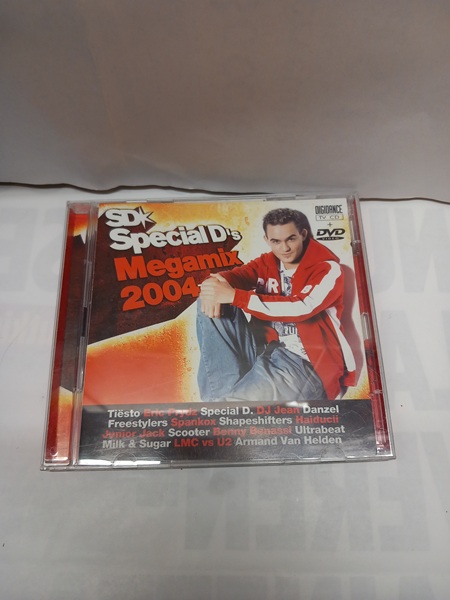 SD
Special D's
Megamix
2004
DIGIDANCE
TV CD
+
DVD
VIDEO
Tiësto Eric Prydz Special D. DJ Jean Danzel
Freestylers Spankox Shapeshifters Haiducii
Junior Jack Scooter Benny Benassi Ultrabeat
Milk & Sugar LMC vs U2 Armand Van Helden